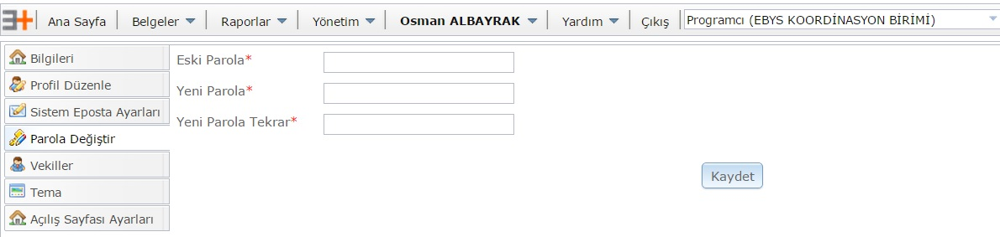 3+ Ana Sayfa Belgeler Raporlar Yönetim Osman ALBAYRAK Yardım Çıkış Programcı (EBYS KOORDİNASYON BİRİMİ)
Bilgileri
Profil Düzenle
Sistem Eposta Ayarları
Parola Değiştir
Vekiller
Tema
Açılış Sayfası Ayarları
Eski Parola*
Yeni Parola*
Yeni Parola Tekrar*
Kaydet